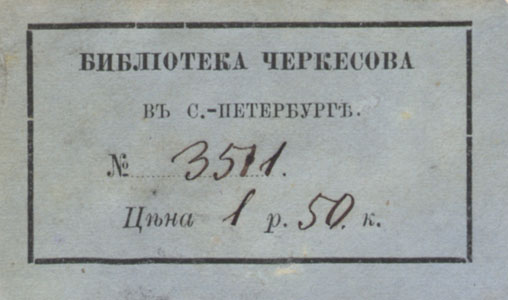 БИБЛІОТЕКА ЧЕРКЕСОВА
ВЪ С.-ПЕТЕРБУРГѢ.
№ 3511.
Цѣна 1 р. 50. к.